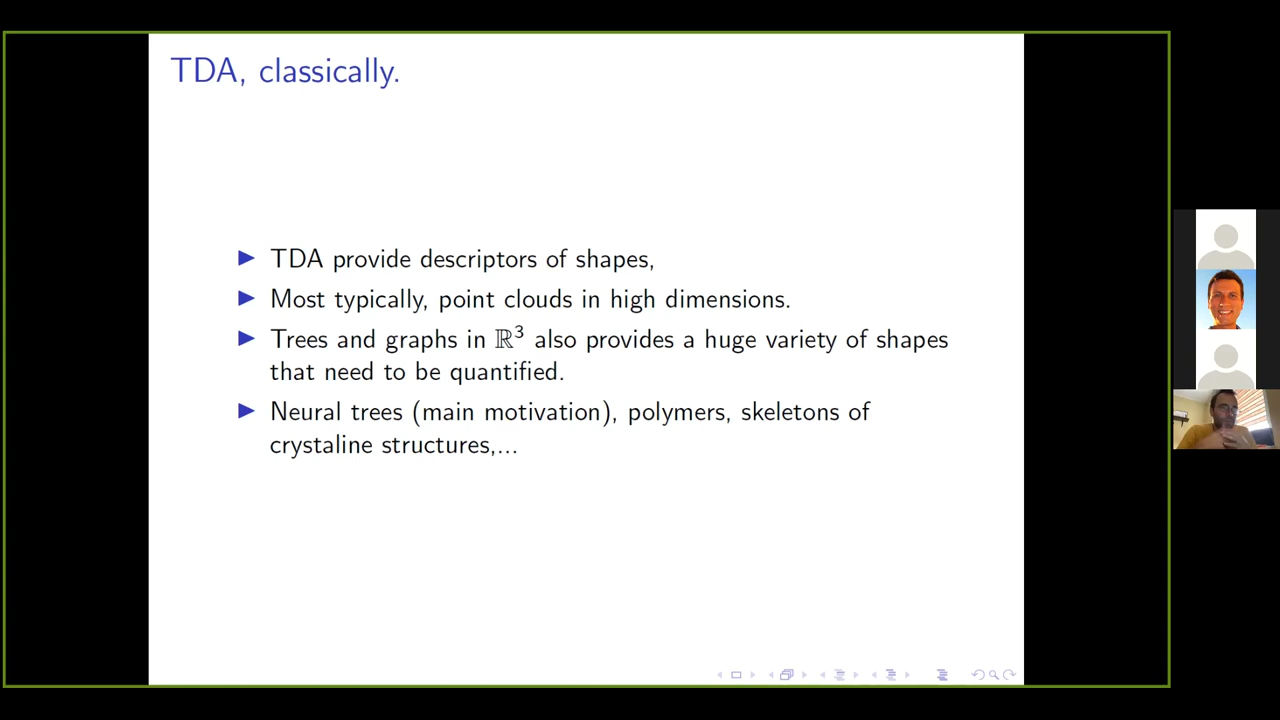 TDA, classically.
▶ TDA provide descriptors of shapes,
▶ Most typically, point clouds in high dimensions.
▶ Trees and graphs in ℝ³ also provides a huge variety of shapes
that need to be quantified.
▶ Neural trees (main motivation), polymers, skeletons of
crystaline structures,...